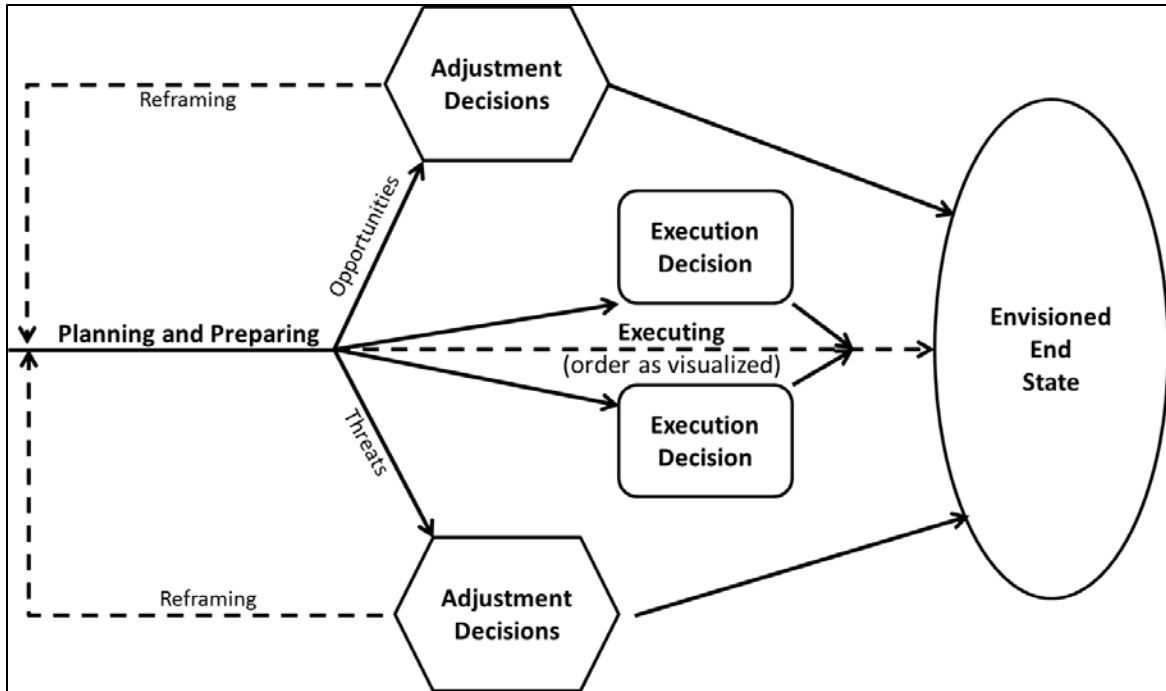 Adjustment
Decisions
Reframing
Opportunities
Execution
Decision
Planning and Preparing
Executing
(order as visualized)
Envisioned
End
State
Threats
Execution
Decision
Reframing
Adjustment
Decisions